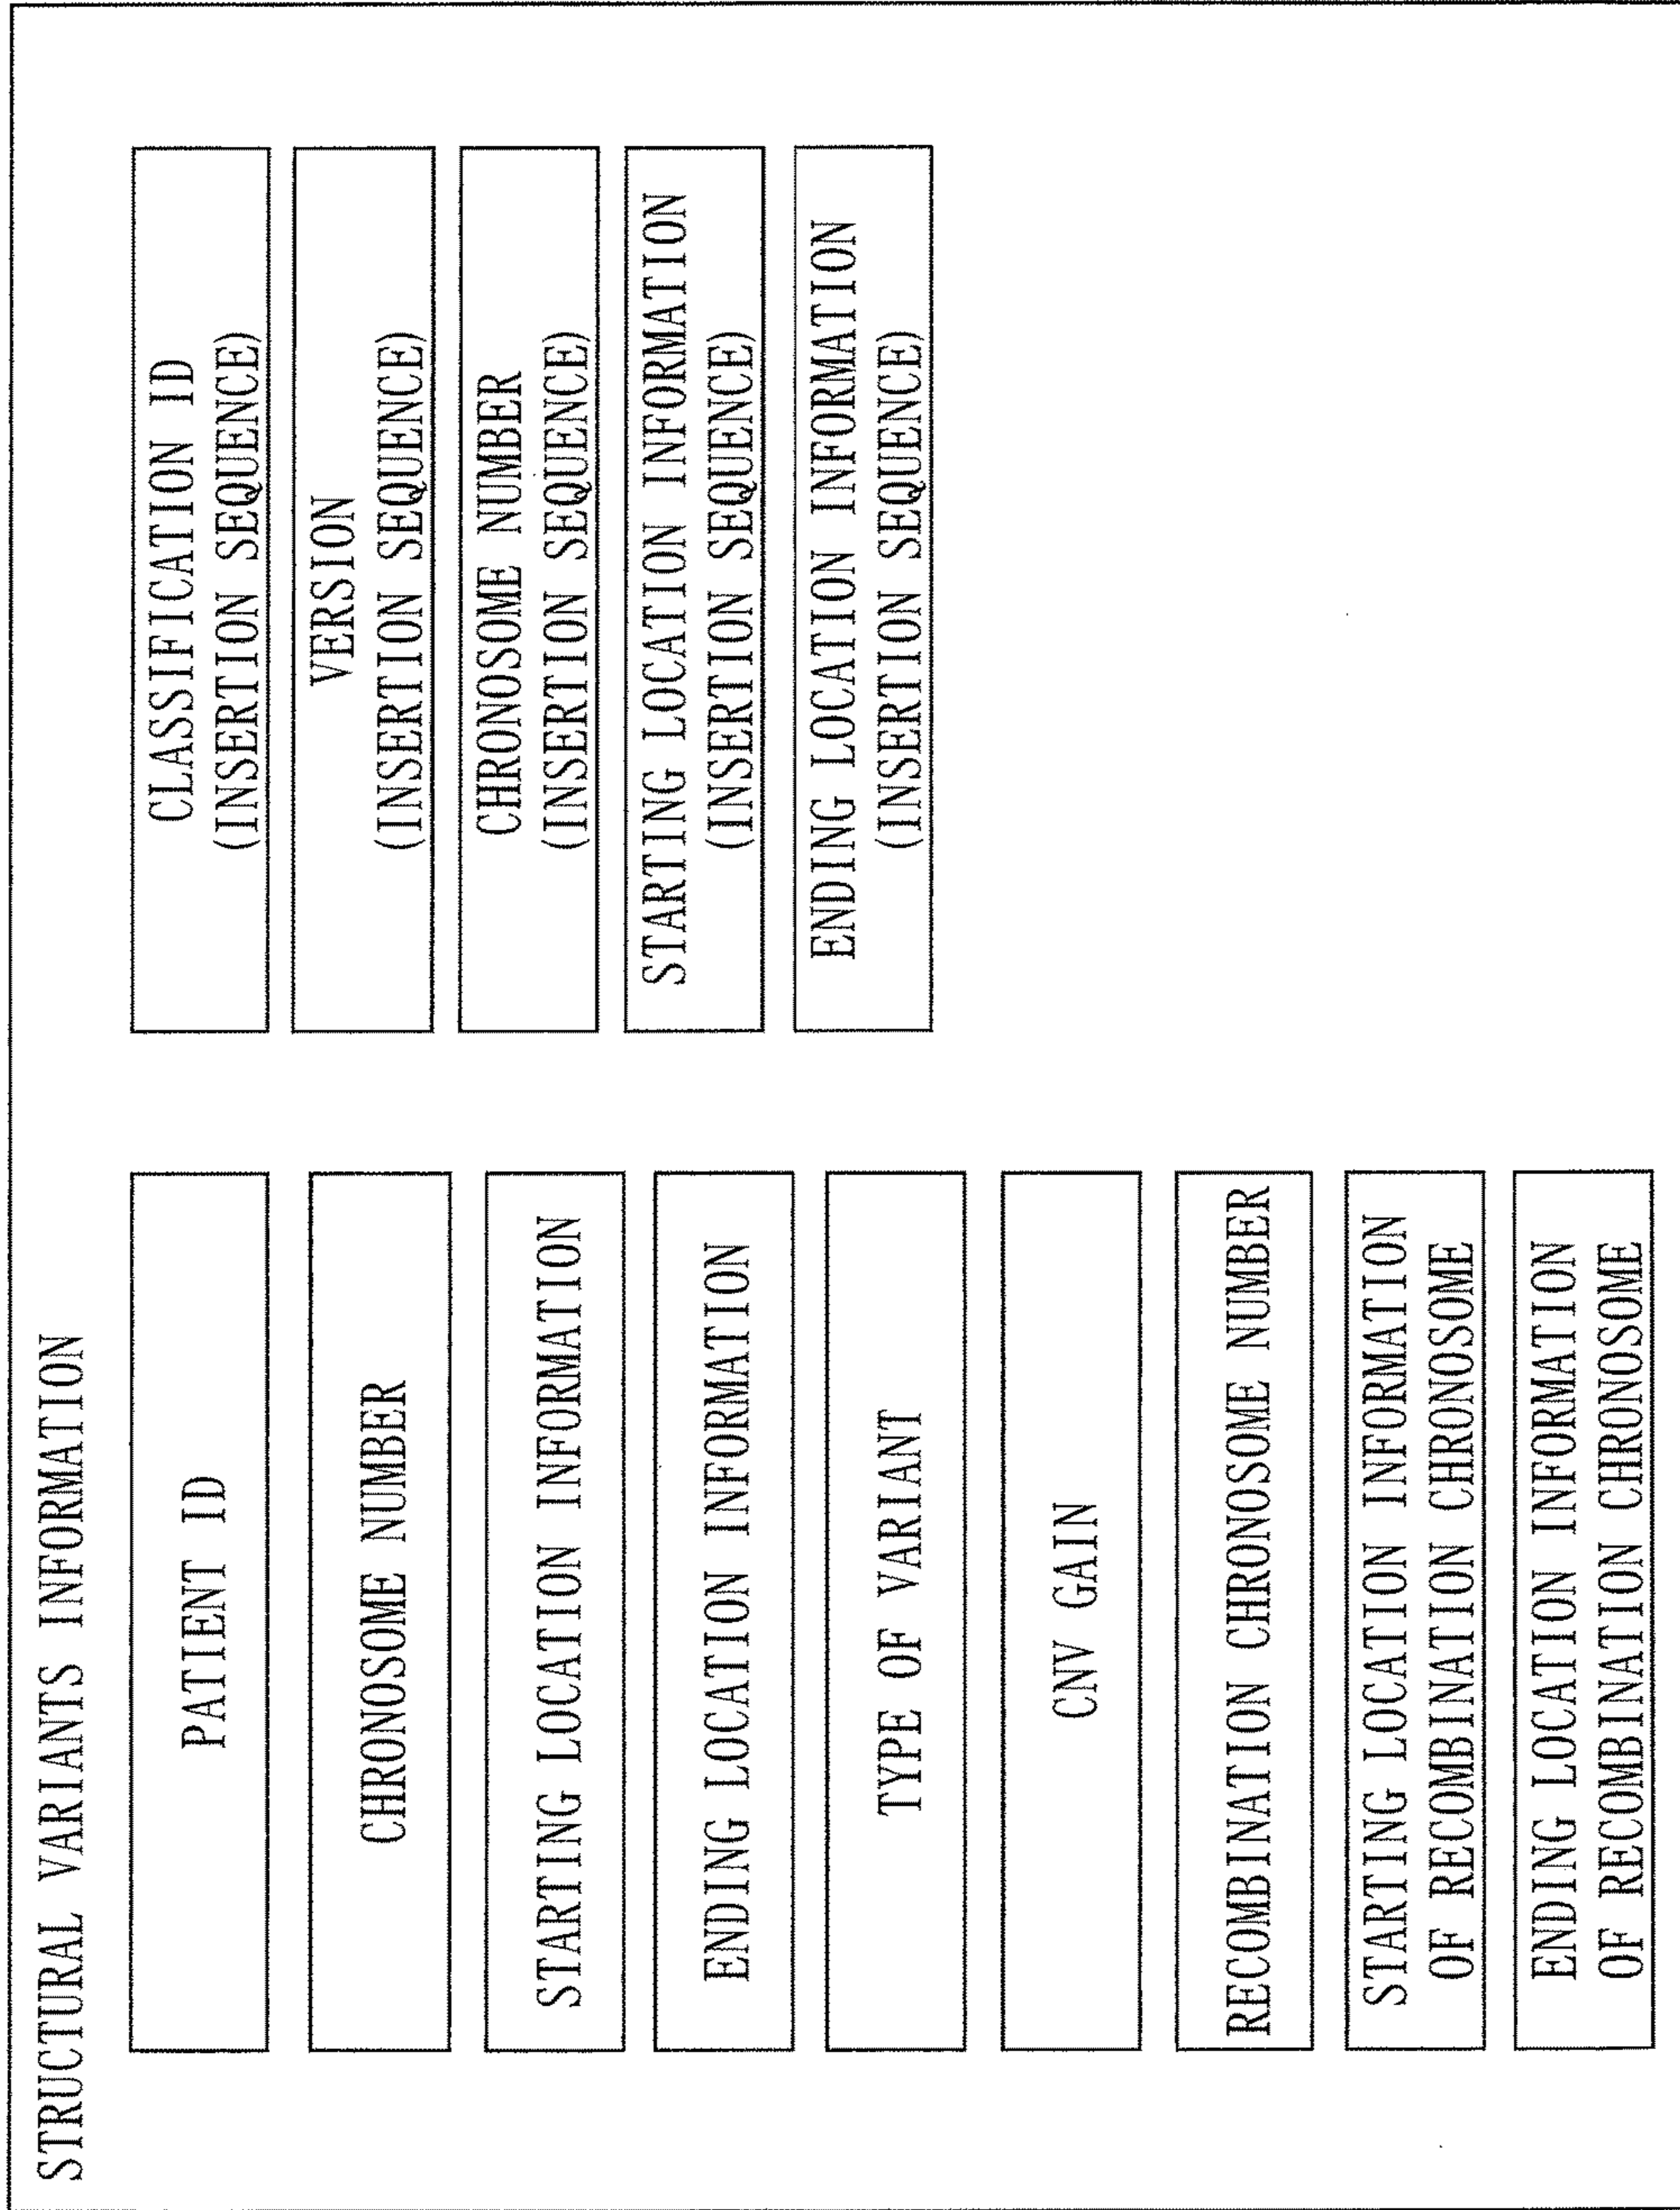 STRUCTURAL VARIANTS INFORMATION
PATIENT ID
CHRONOSOME NUMBER
STARTING LOCATION INFORMATION
ENDING LOCATION INFORMATION
TYPE OF VARIANT
CNV GAIN
RECOMBINATION CHRONOSOME NUMBER
STARTING LOCATION INFORMATION
OF RECOMBINATION CHRONOSOME
ENDING LOCATION INFORMATION
OF RECOMBINATION CHRONOSOME
CLASSIFICATION ID
(INSERTION SEQUENCE)
VERSION
(INSERTION SEQUENCE)
CHRONOSOME NUMBER
(INSERTION SEQUENCE)
STARTING LOCATION INFORMATION
(INSERTION SEQUENCE)
ENDING LOCATION INFORMATION
(INSERTION SEQUENCE)